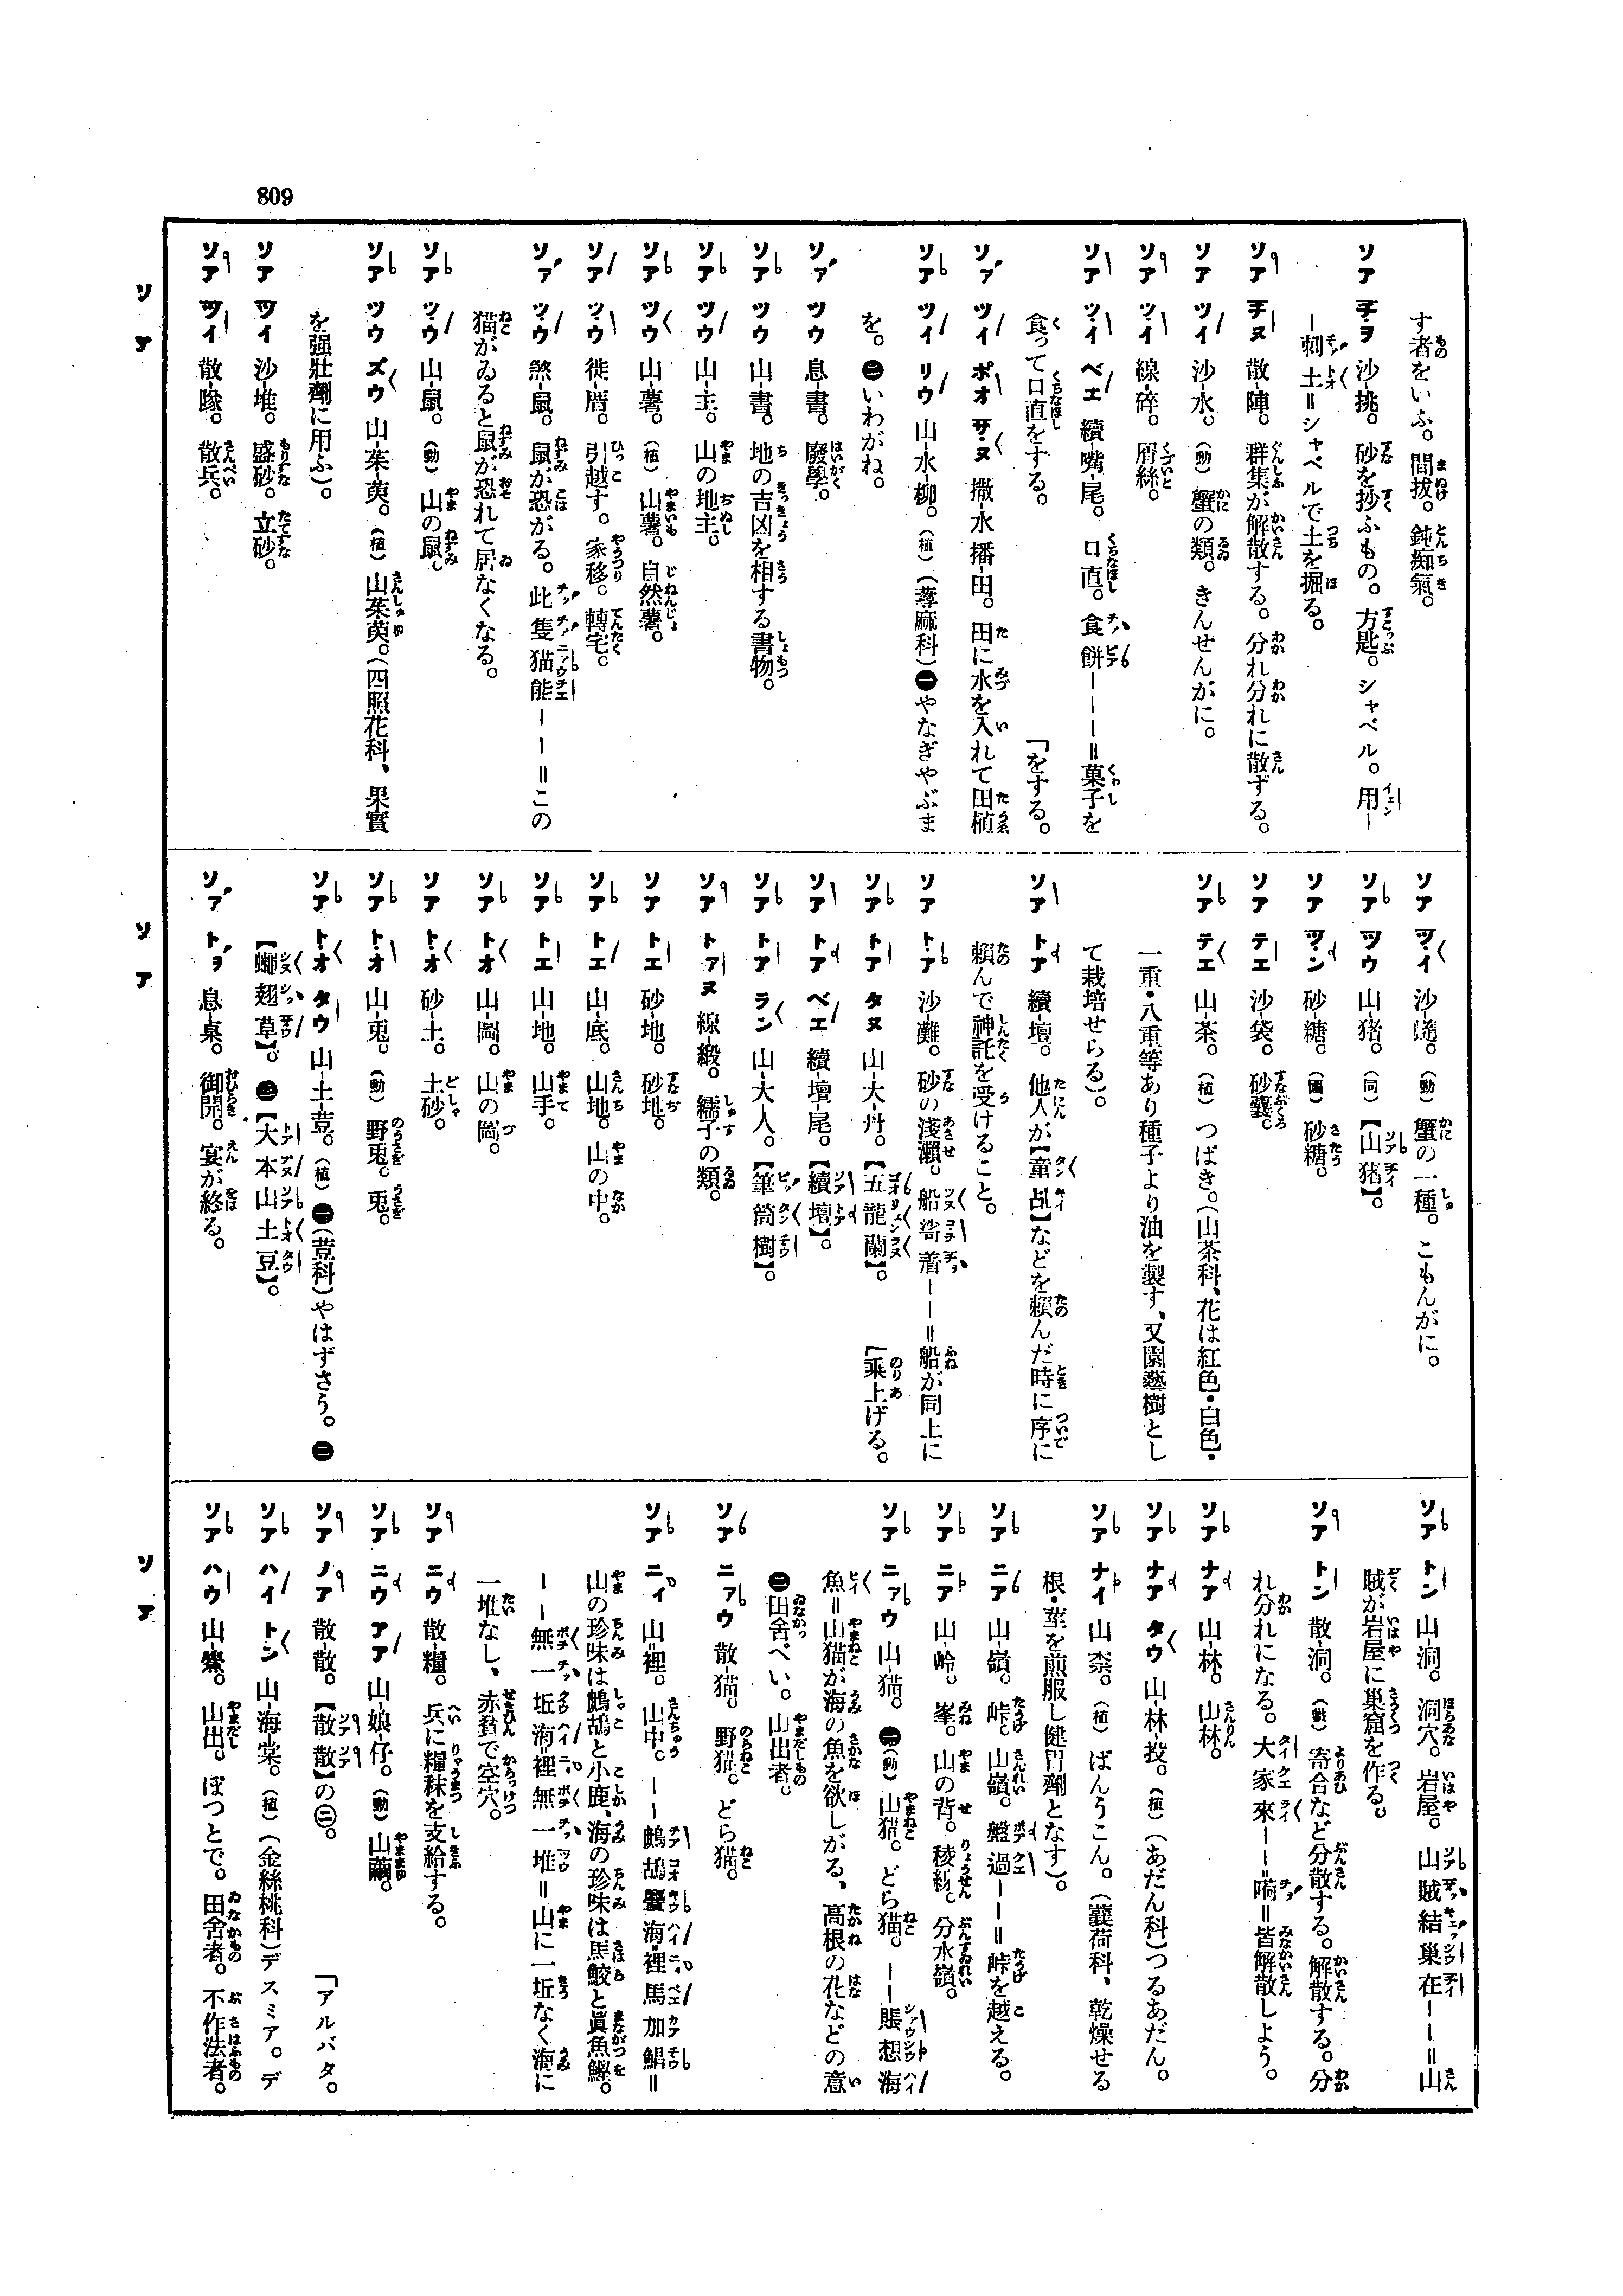 809
す者をいふ。間拔。鈍痴氣。
ソア チヲ 沙-挑。 砂を抄ふもの。方匙。シャベル。用-
-刺土=シャベルで土を掘る。
ソア チヌ 散-陣。 群集が解散する。分れ分れに散ずる。
ソア ツイ 沙-水。(動) 蟹の類。きんせんがに。
ソア ツイ 線-碎。 屑絲。
ソア ツイ ベエ 續-嘴-尾。 口直。食餅---=菓子を
食って口直をする。
ソァ ツイ ポオ サヌ 撒-水播-田。 田に水を入れて田植
「をする。
ソア ツイ リウ 山-水-柳。(植)(蕁麻科)㊀やなぎやぶま
を。㊁いわがね。
ソァ ツウ 息-書。 廢學。
ソア ツウ 山-書。 地の吉凶を相する書物。
ソア ツウ 山-主。 山の地主。
ソア ツウ 山-薯。(植) 山薯。自然薯。
ソア ツウ 徙-厝。 引越す。家移。轉宅。
ソァ ツウ 煞-鼠。 鼠が恐がる。此隻猫能--=この
猫がゐると鼠が恐れて居なくなる。
ソア ツウ 山-鼠。(動) 山の鼠。
ソア ツウ ズウ 山-茱-萸。(植) 山茱萸。(四照花科、果實
を强壯劑に用ふ)。
ソア ツイ 沙-堆。 盛砂。立砂。
ソア ツイ 散-隊。 散兵。
ソア
ソア ツイ 沙 。(動) 蟹の一種。こもんがに。
ソア ツウ 山-猪。(同)【山猪】。
ソア ツン 砂-糖。(國) 砂糖。
ソア テエ 沙-袋。 砂囊。
ソア テエ 山-茶。(植) つばき。(山茶科、花は紅色・白色・
一重・八重等あり種子より油を製す、又園藝樹とし
て栽培せらる)。
ソア トア 續-壇。 他人が【童乩】などを賴んだ時に序に
賴んで神託を受けること。
ソア トア 沙-灘。 砂の淺瀨。船 着--=船が同上に
「乘上げる。
ソア トア タヌ 山-大-丹。【五龍蘭】。
ソア トア ベエ 續-壇-尾。【續壇】。
ソア トア ラン 山-大-人。【筆筒樹】。
ソア トァヌ 線-緞。 繻子の類。
ソア トエ 砂-地。 砂地。
ソア トエ 山-底。 山地。山の中。
ソア トエ 山-地。 山手。
ソア トオ 山-圖。 山の圖。
ソア トオ 砂-土。 土砂。
ソア トオ 山-兎。(動) 野兎。兎。
ソア トオ タウ 山-土-荳。(植)㊀(荳科)やはずさう。㊁
【蠅翅草】。㊂【大本山土豆】。
ソァ トヲ 息-桌。 御開。宴が終る。
ソア
ソア トン 山-洞。 洞穴。岩屋。山賊結巢在--=山
賊が岩屋に巢窟を作る。
ソア トン 散-洞。(戲) 寄合など分散する。解散する。分
れ分れになる。大家來--=皆解散しよう。
ソア ナア 山-林。 山林。
ソア ナア タウ 山-林-投。(植)(あだん科)つるあだん。
ソア ナイ 山 。(植) ばんうこん。(蘘荷科、乾燥せる
根・莖を煎服し健胃劑となす)。
ソア ニア 山-嶺。 峠。山嶺。盤過--=峠を越える。
ソア ニア 山-岭。 峯。山の背。稜線。分水嶺。
ソア ニァウ 山-猫。㊀(動) 山猫。どら猫。--賬想海
魚=山猫が海の魚を欲しがる、高根の花などの意
㊁田舍ぺい。山出者。
ソア ニァウ 散-猫。 野猫。どら猫。
ソア ニイ 山=裡。 山中。--鷓鴣 海=裡馬加鯧=
山の珍味は鷓鴣と小鹿、海の珍味は馬鮫と眞魚鰹。
--無一坵海=裡無一堆=山に一坵なく海に
一堆なし、赤貧で空穴。
ソア ニウ 散-糧。 兵に糧秣を支給する。
ソア ニウ アア 山-娘-仔。(動) 山繭。
ソア ノア 散-散。【散散】の㊁。
「アルバタ。
ソア ハイ トン 山-海-棠。(植)(金絲桃科)デスミア。デ
ソア ハウ 山-鱟。 山出。ぽつとで。田舍者。不作法者。
ソア